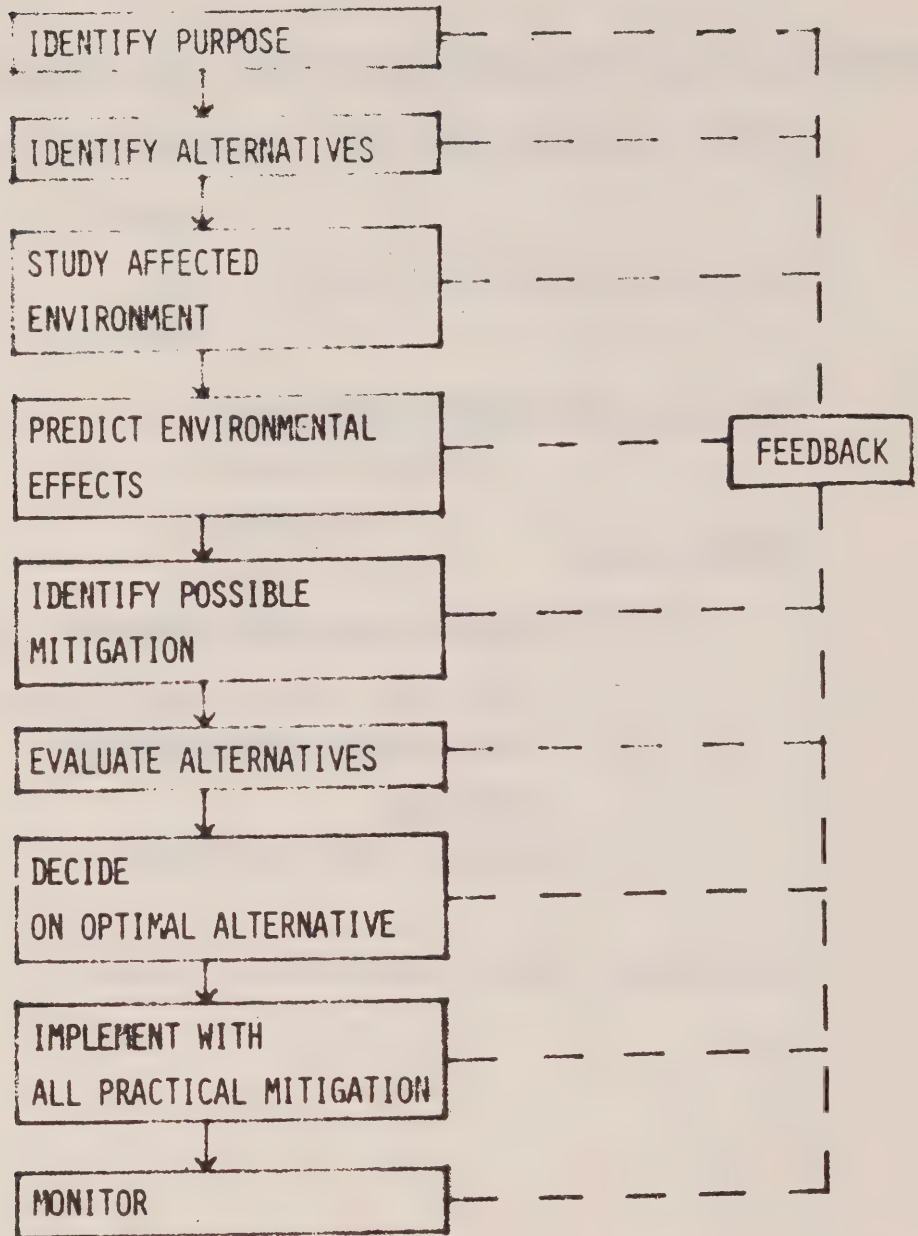 IDENTIFY PURPOSE
IDENTIFY ALTERNATIVES
STUDY AFFECTED
ENVIRONMENT
PREDICT ENVIRONMENTAL
EFFECTS
FEEDBACK
IDENTIFY POSSIBLE
MITIGATION
EVALUATE ALTERNATIVES
DECIDE
ON OPTIMAL ALTERNATIVE
IMPLEMENT WITH
ALL PRACTICAL MITIGATION
MONITOR